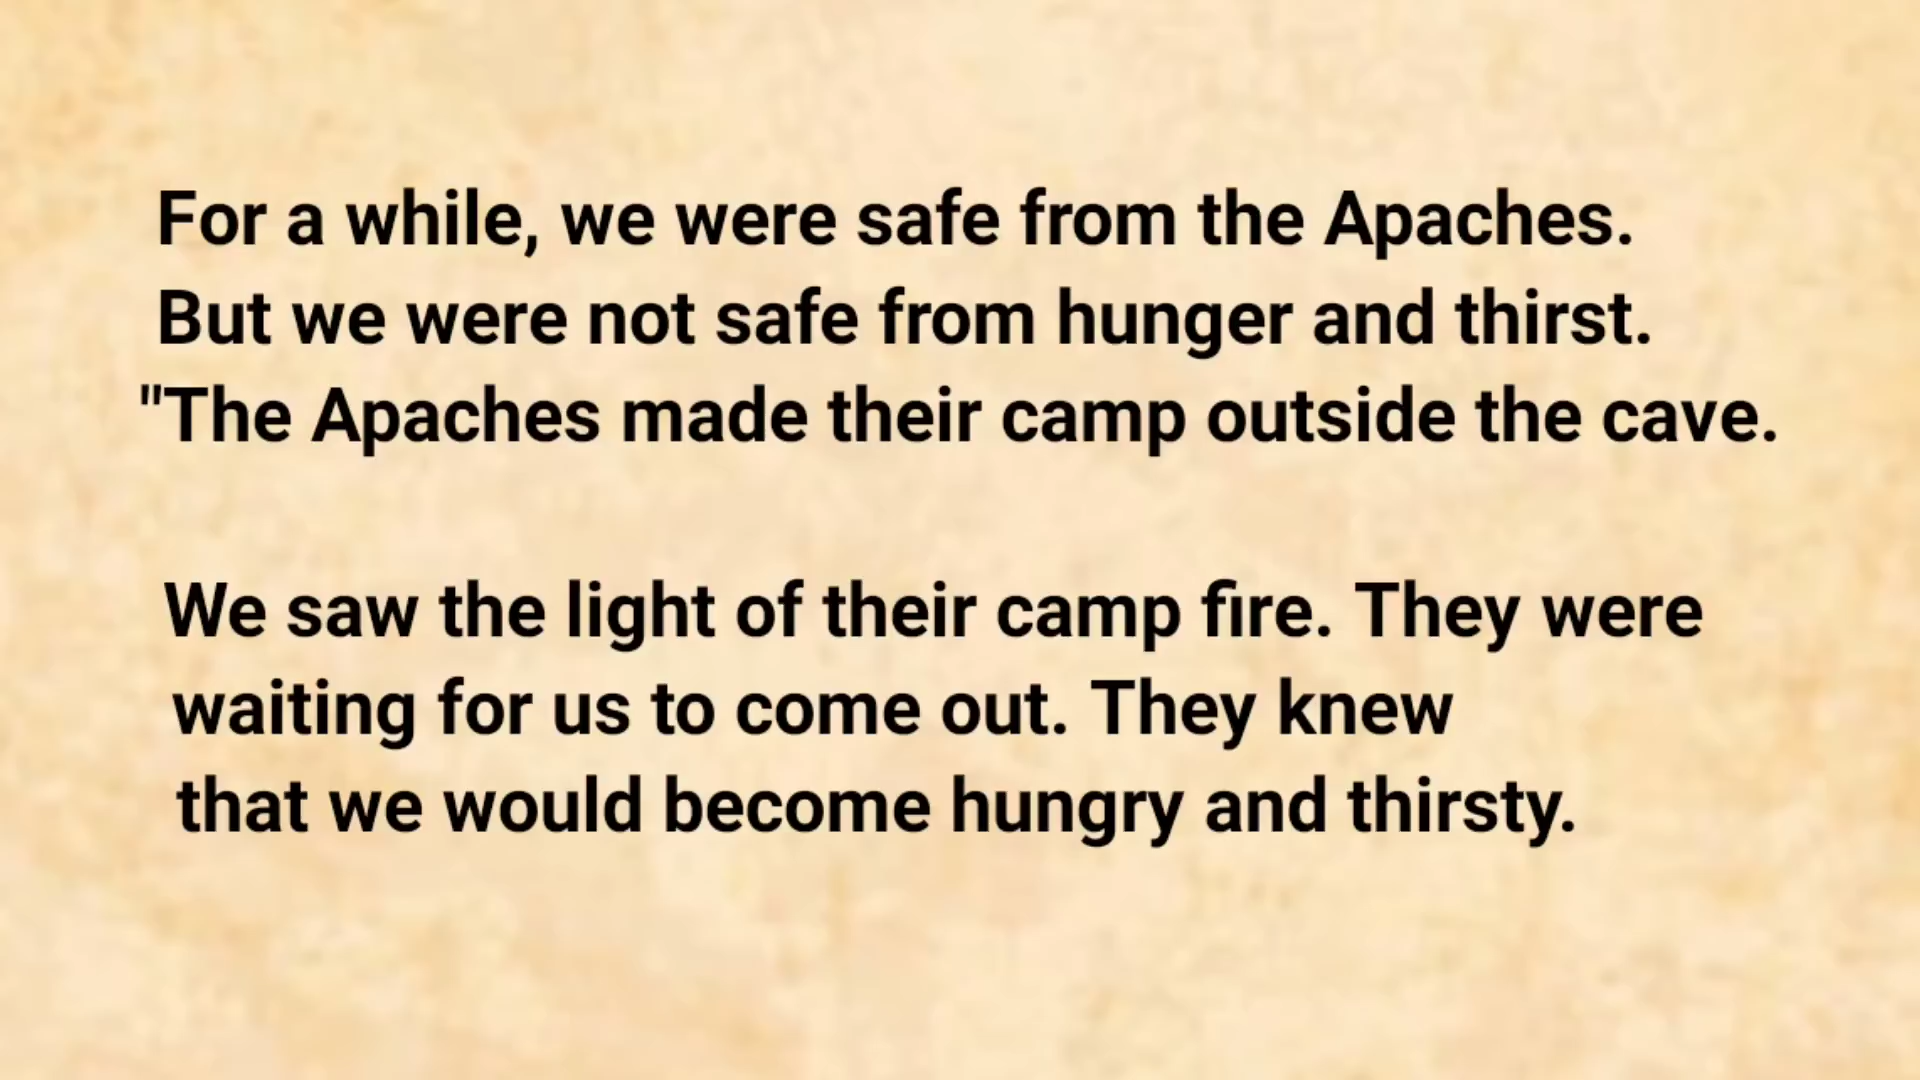 For a while, we were safe from the Apaches.
But we were not safe from hunger and thirst.
"The Apaches made their camp outside the cave.
We saw the light of their camp fire. They were
waiting for us to come out. They knew
that we would become hungry and thirsty.